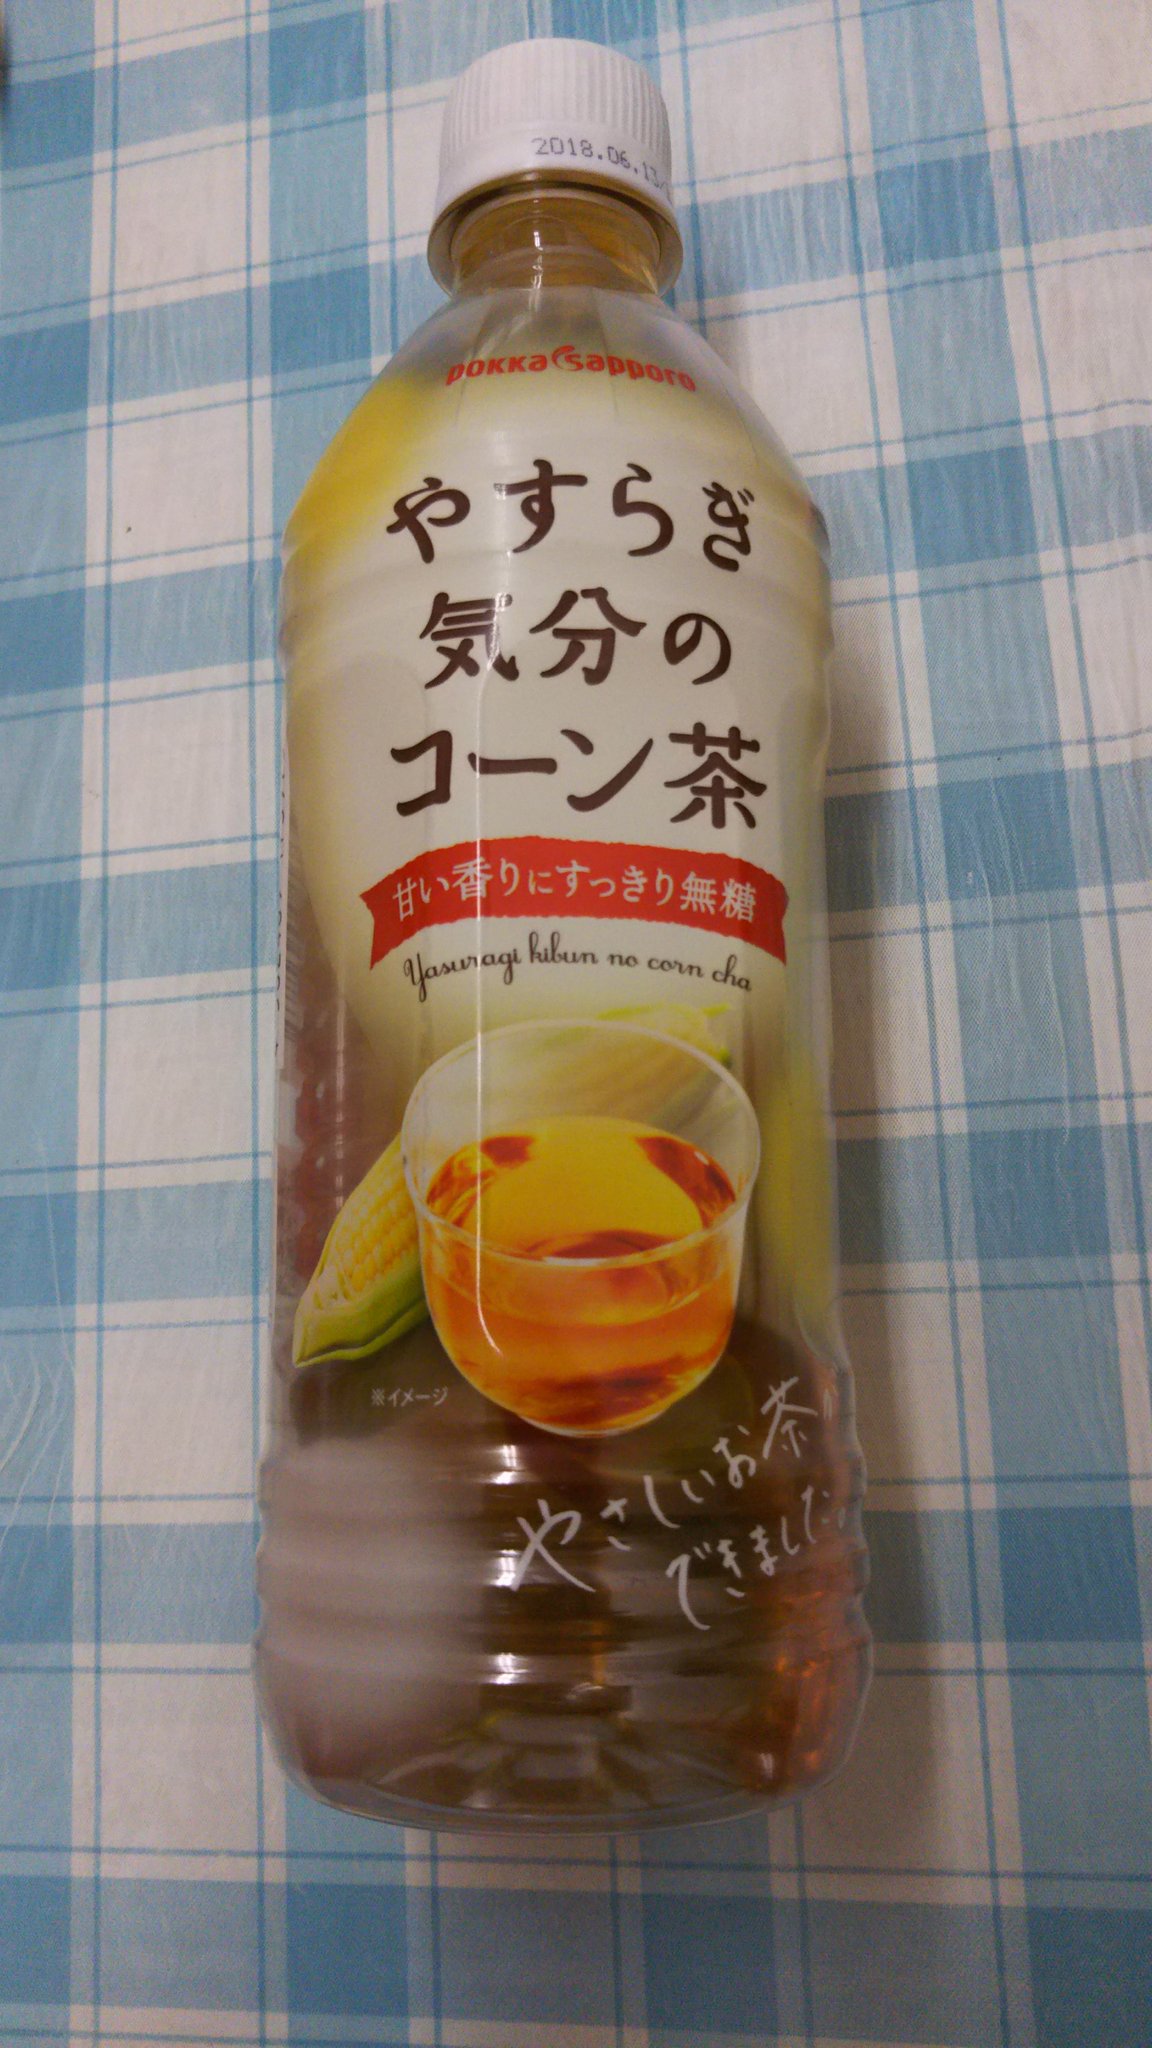 2018.06.13
POKKA sapporo
やすらぎ
気分の
コーン茶
甘い香りにすっきり無糖
Yasuragi kibun no corn cha
※イメージ
やさしいお茶が
できました。